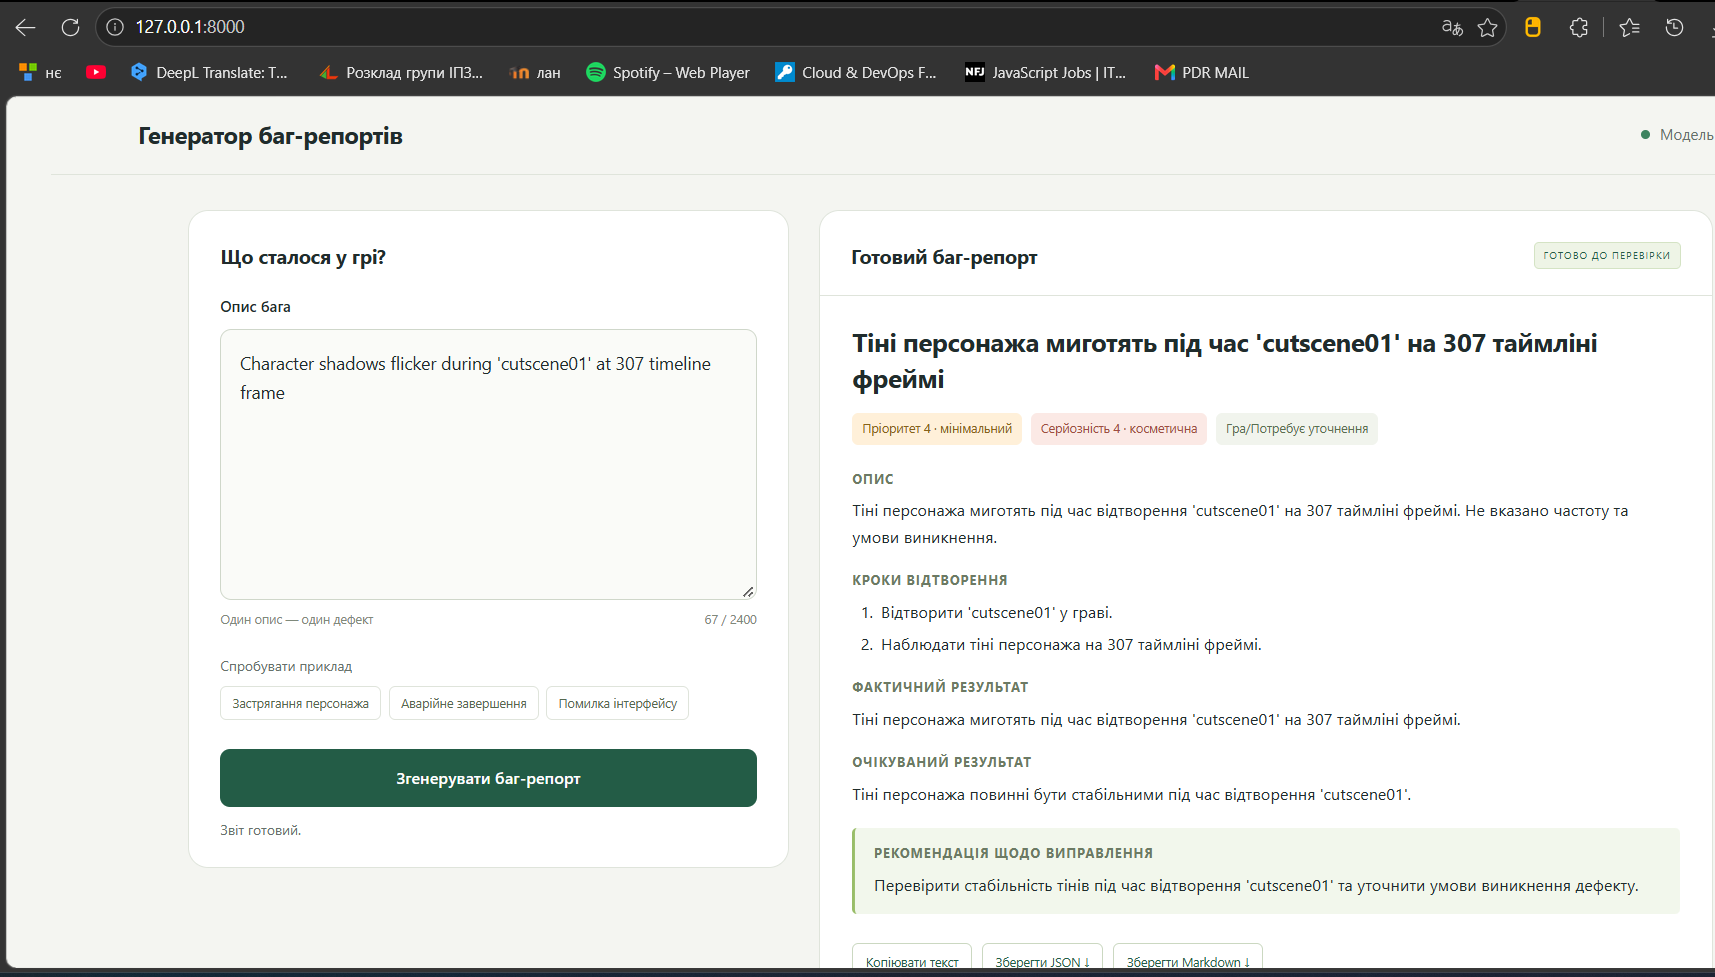 127.0.0.1:8000
нє
DeepL Translate: T...
Розклад групи ІПЗ...
лан
Spotify – Web Player
Cloud & DevOps F...
NFJ
JavaScript Jobs | IT...
PDR MAIL
Генератор баг-репортів
Модель
Що сталося у грі?
Опис бага
Character shadows flicker during 'cutscene01' at 307 timeline
frame
Один опис — один дефект
67 / 2400
Спробувати приклад
Застрягання персонажа
Аварійне завершення
Помилка інтерфейсу
Згенерувати баг-репорт
Звіт готовий.
Готовий баг-репорт
ГОТОВО ДО ПЕРЕВІРКИ
Тіні персонажа миготять під час 'cutscene01' на 307 таймліні
фреймі
Пріоритет 4 · мінімальний
Серйозність 4 · косметична
Гра/Потребує уточнення
ОПИС
Тіні персонажа миготять під час відтворення 'cutscene01' на 307 таймліні фреймі. Не вказано частоту та
умови виникнення.
КРОКИ ВІДТВОРЕННЯ
1. Відтворити 'cutscene01' у граві.
2. Наблюдати тіні персонажа на 307 таймліні фреймі.
ФАКТИЧНИЙ РЕЗУЛЬТАТ
Тіні персонажа миготять під час відтворення 'cutscene01' на 307 таймліні фреймі.
ОЧІКУВАНИЙ РЕЗУЛЬТАТ
Тіні персонажа повинні бути стабільними під час відтворення 'cutscene01'.
РЕКОМЕНДАЦІЯ ЩОДО ВИПРАВЛЕННЯ
Перевірити стабільність тінів під час відтворення 'cutscene01' та уточнити умови виникнення дефекту.
Копіювати текст
Зберегти JSON ↓
Зберегти Markdown ↓